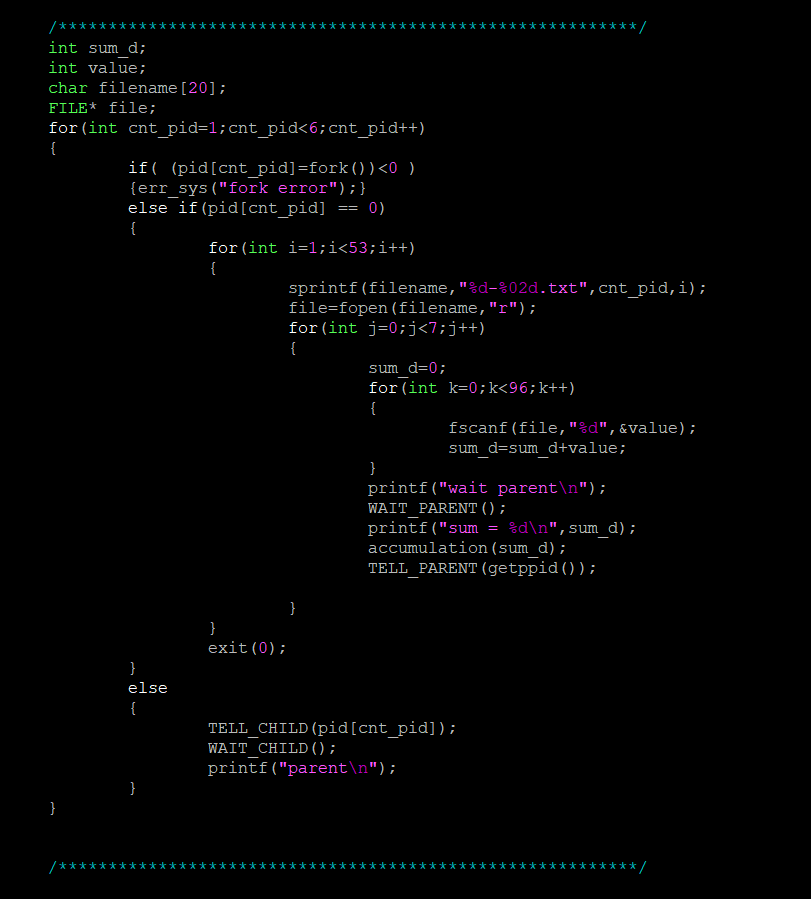 /**********************************************************/
int sum_d;
int value;
char filename[20];
FILE* file;
for(int cnt_pid=1;cnt_pid<6;cnt_pid++)
{
        if( (pid[cnt_pid]=fork())<0 )
        {err_sys("fork error");}
        else if(pid[cnt_pid] == 0)
        {
                for(int i=1;i<53;i++)
                {
                        sprintf(filename,"%d-%02d.txt",cnt_pid,i);
                        file=fopen(filename,"r");
                        for(int j=0;j<7;j++)
                        {
                                sum_d=0;
                                for(int k=0;k<96;k++)
                                {
                                        fscanf(file,"%d",&value);
                                        sum_d=sum_d+value;
                                }
                                printf("wait parent\n");
                                WAIT_PARENT();
                                printf("sum = %d\n",sum_d);
                                accumulation(sum_d);
                                TELL_PARENT(getppid());

                        }
                }
                exit(0);
        }
        else
        {
                TELL_CHILD(pid[cnt_pid]);
                WAIT_CHILD();
                printf("parent\n");
        }
}


/**********************************************************/